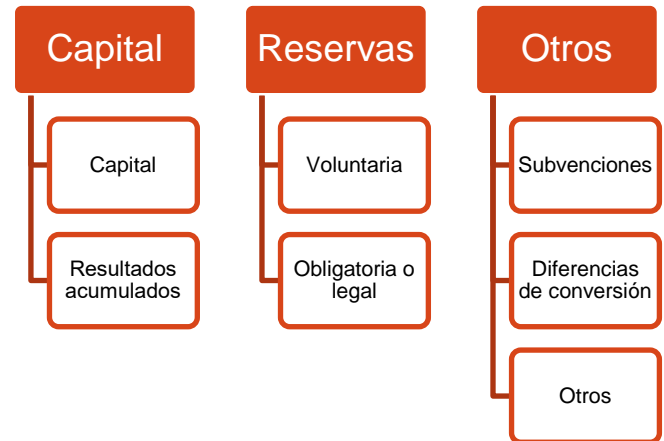 Capital
Capital
Resultados
acumulados
Reservas
Voluntaria
Obligatoria o
legal
Otros
Subvenciones
Diferencias
de conversión
Otros